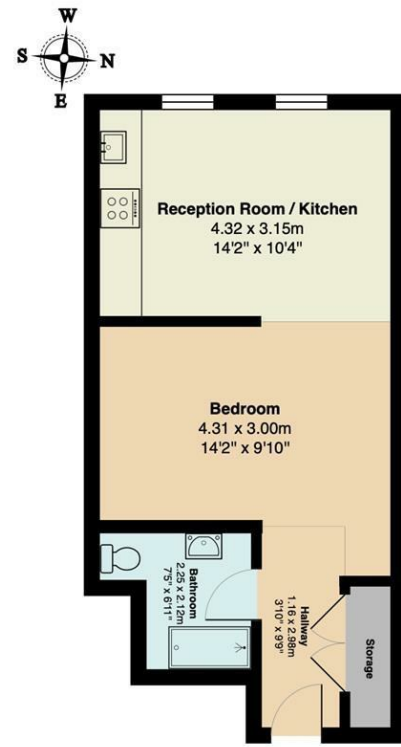 W
S
N
E
Reception Room / Kitchen
4.32 x 3.15m
14'2" x 10'4"
Bedroom
4.31 x 3.00m
14'2" x 9'10"
Bathroom
2.25 x 2.12m
7'5" x 6'11"
Hallway
1.16 x 2.98m
3'10" x 9'9"
Storage